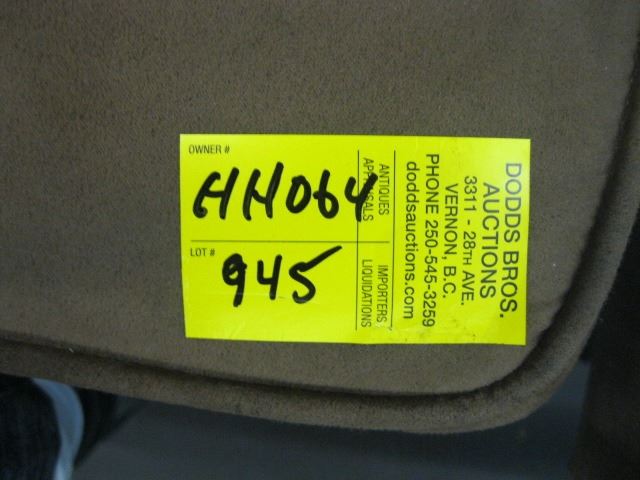 OWNER #
HH064
LOT #
945
ANTIQUES
APPRAISALS
IMPORTERS
LIQUIDATIONS
DODDS BROS.
AUCTIONS
3311 - 28TH AVE.
VERNON, B.C.
PHONE 250-545-3259
doddsauctions.com